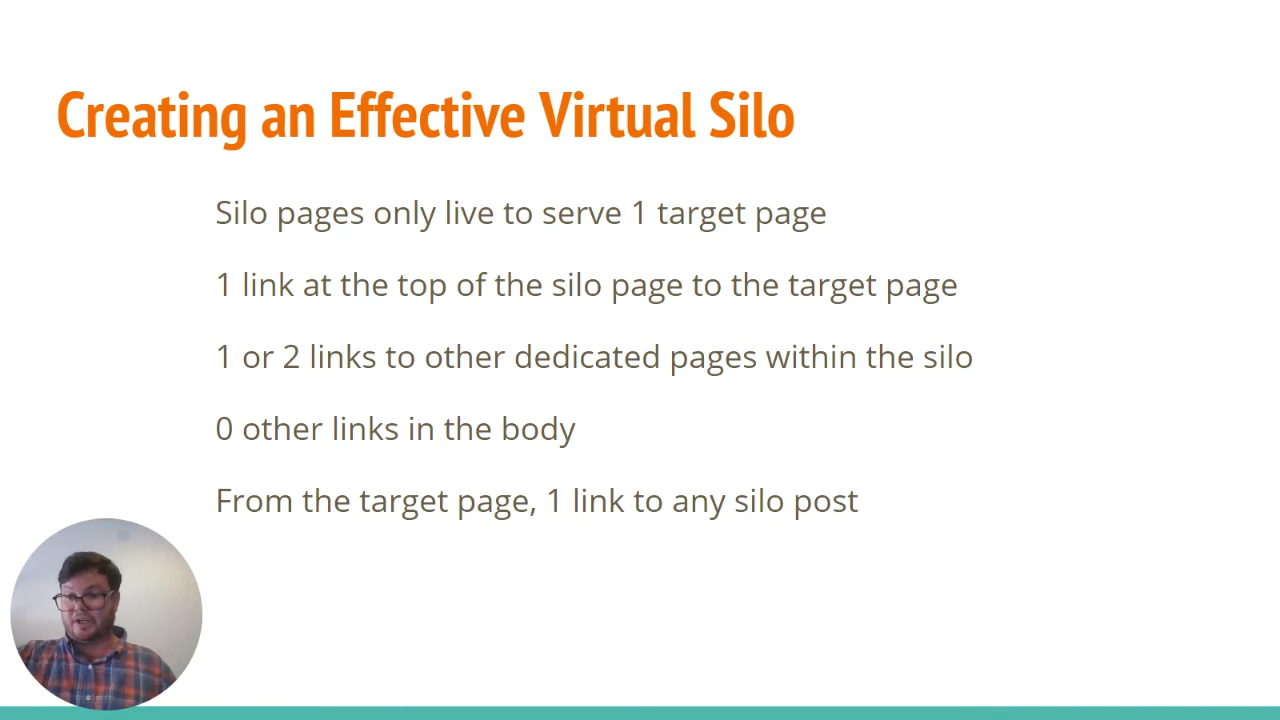 Creating an Effective Virtual Silo
Silo pages only live to serve 1 target page
1 link at the top of the silo page to the target page
1 or 2 links to other dedicated pages within the silo
0 other links in the body
From the target page, 1 link to any silo post